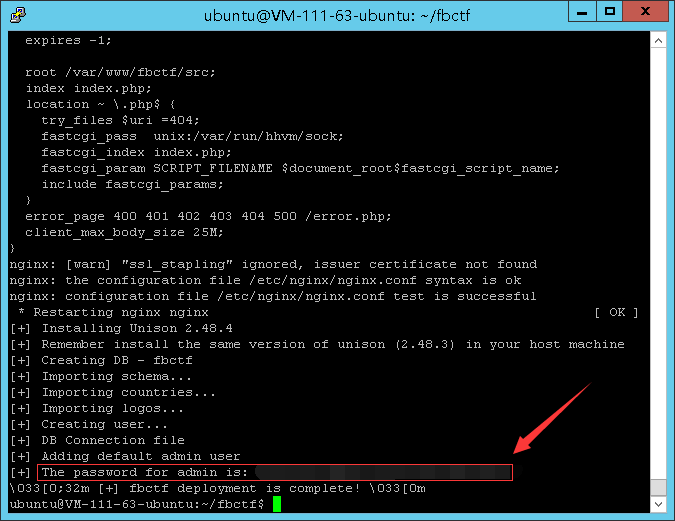 ubuntu@VM-111-63-ubuntu: ~/fbctf
expires -1;
root /var/www/fbctf/src;
index index.php;
location ~ \.php$ {
try_files $uri =404;
fastcgi_pass  unix:/var/run/hhvm/sock;
fastcgi_index index.php;
fastcgi_param SCRIPT_FILENAME $document_root$fastcgi_script_name;
include fastcgi_params;
}
error_page 400 401 402 403 404 500 /error.php;
client_max_body_size 25M;
}
nginx: [warn] "ssl_stapling" ignored, issuer certificate not found
nginx: the configuration file /etc/nginx/nginx.conf syntax is ok
nginx: configuration file /etc/nginx/nginx.conf test is successful
* Restarting nginx nginx [ OK ]
[+] Installing Unison 2.48.4
[+] Remember install the same version of unison (2.48.3) in your host machine
[+] Creating DB - fbctf
[+] Importing schema...
[+] Importing countries...
[+] Importing logos...
[+] Creating user...
[+] DB Connection file
[+] Adding default admin user
[+] The password for admin is:
\033[0;32m [+] fbctf deployment is complete! \033[0m
ubuntu@VM-111-63-ubuntu:~/fbctf$